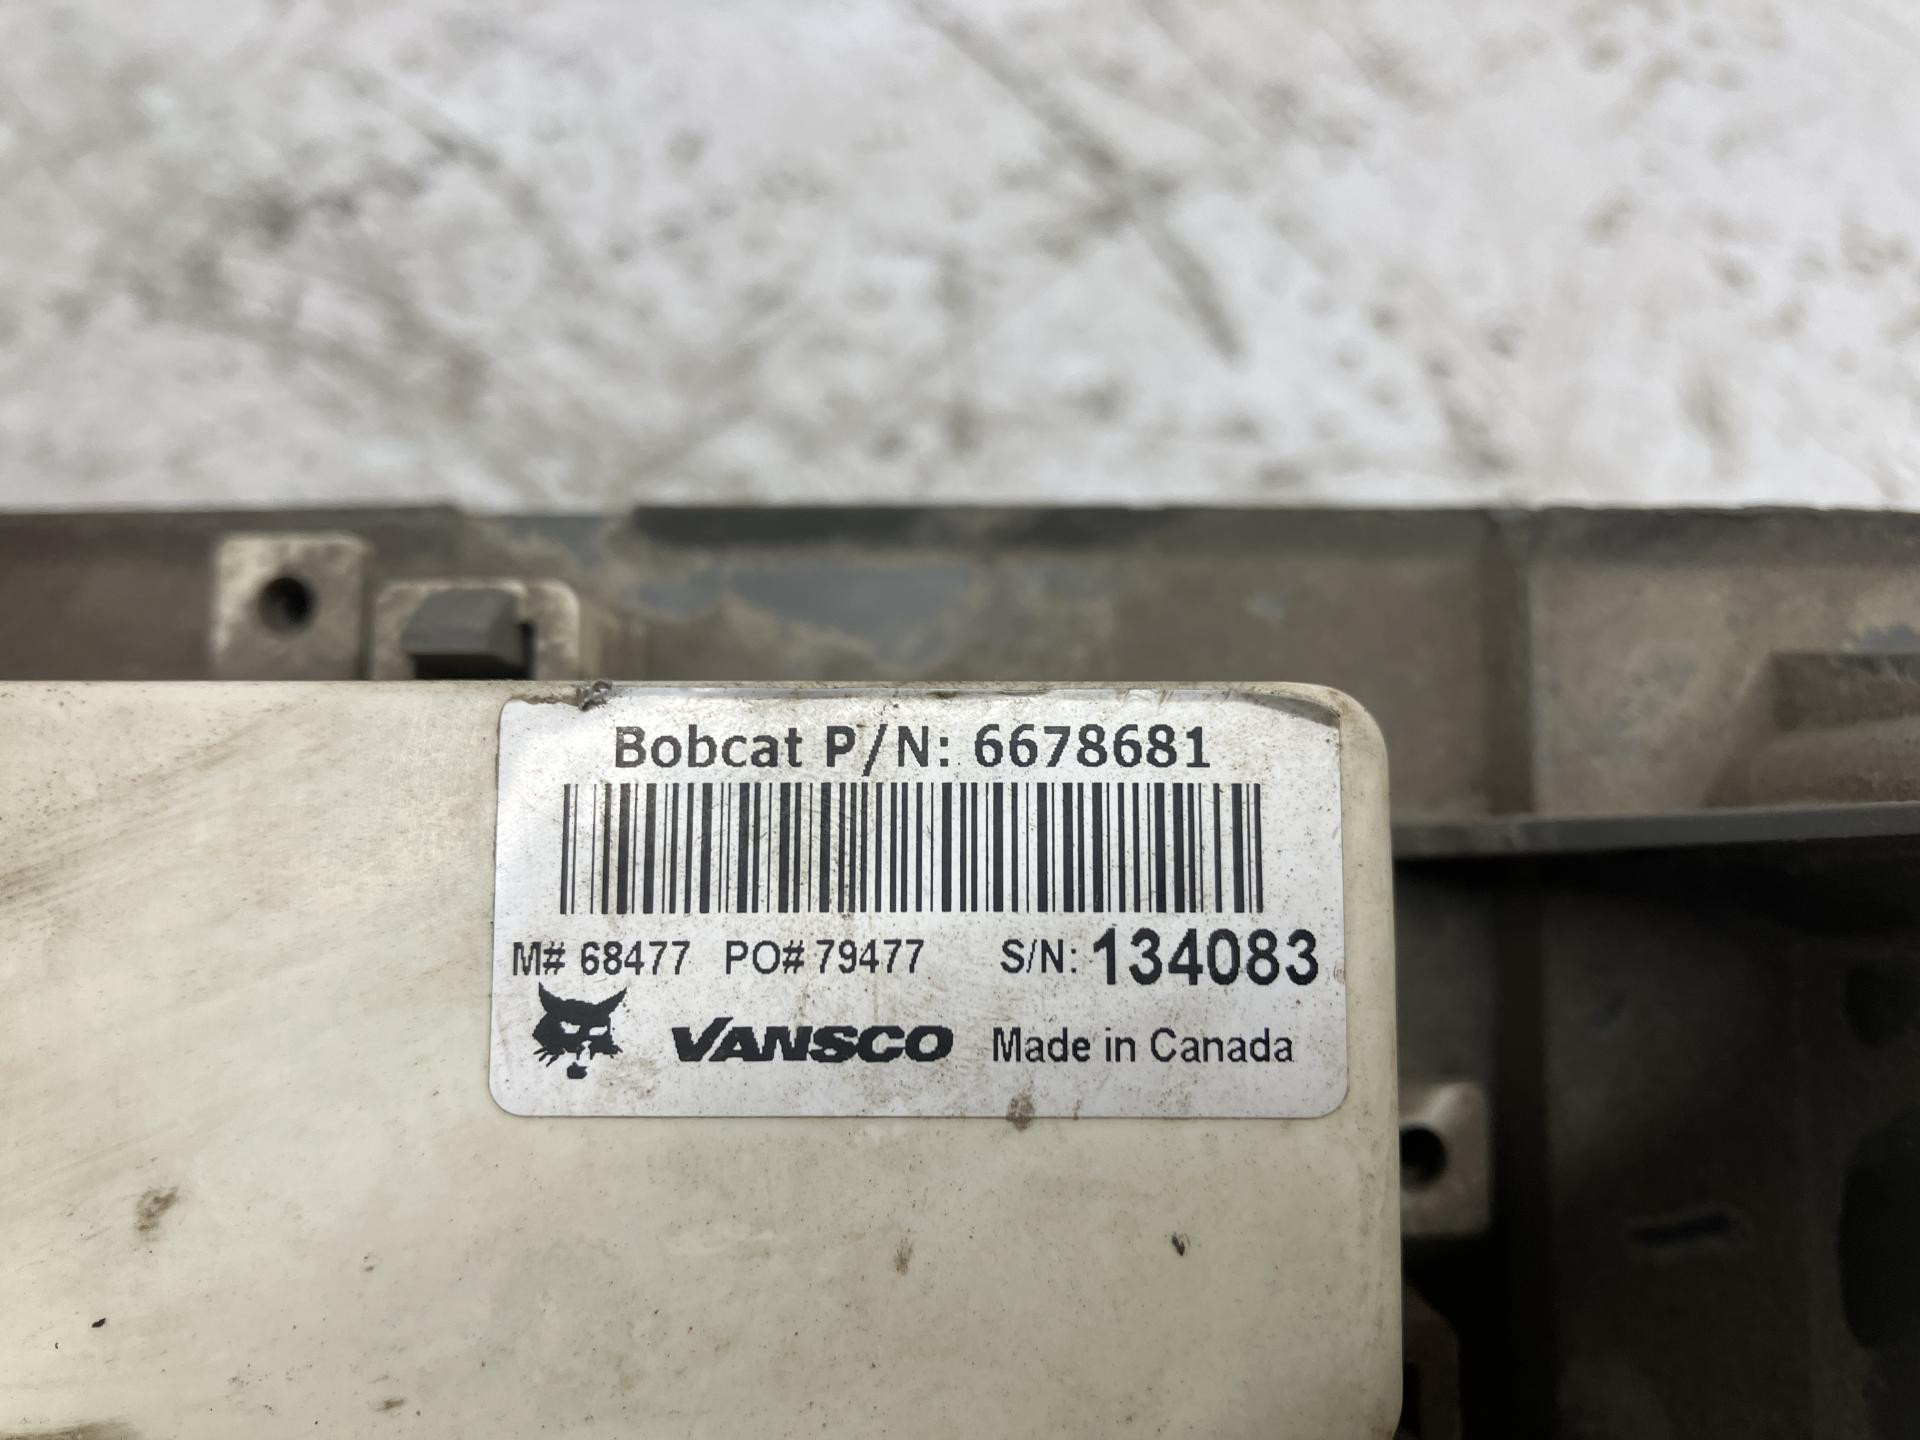 Bobcat P/N: 6678681
M# 68477 PO# 79477 S/N: 134083
VANSCO Made in Canada